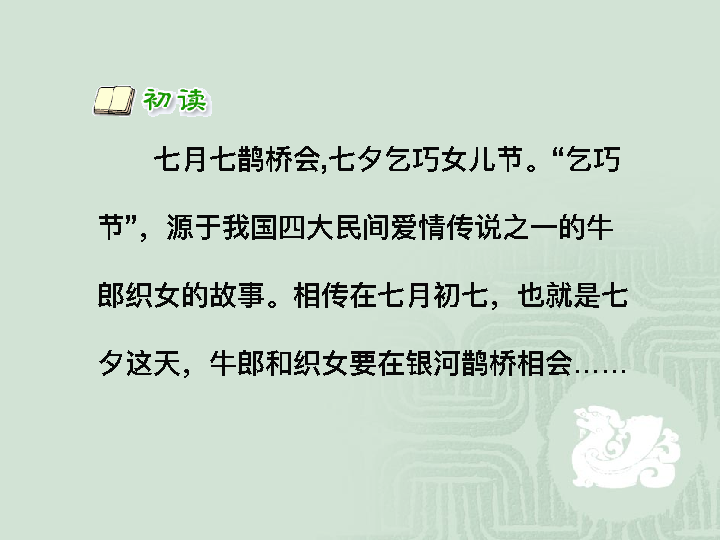 初读
七月七鹊桥会,七夕乞巧女儿节。“乞巧
节”，源于我国四大民间爱情传说之一的牛
郎织女的故事。相传在七月初七，也就是七
夕这天，牛郎和织女要在银河鹊桥相会……